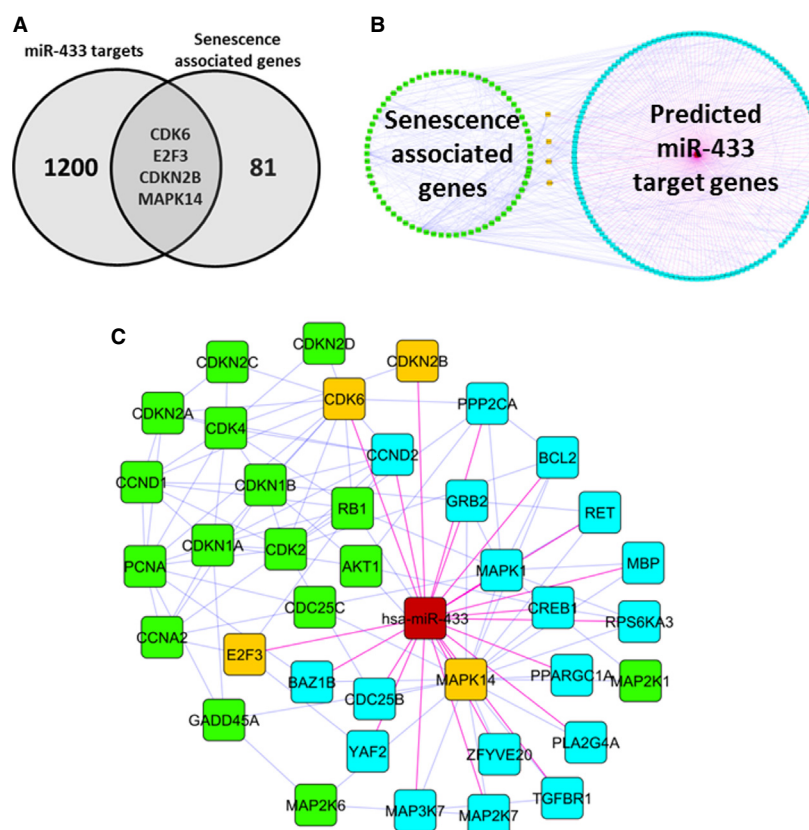 A
miR-433 targets
Senescence
associated genes
1200
CDK6
E2F3
CDKN2B
MAPK14
81
B
Senescence
associated
genes
Predicted
miR-433
target genes
C
CDKN2D
CDKN2C
CDKN2B
CDK6
PPP2CA
CDKN2A
CDK4
CCND2
BCL2
CCND1
CDKN1B
GRB2
RB1
RET
CDKN1A
CDK2
PCNA
AKT1
MAPK1
MBP
CDC25C
hsa-miR-433
CREB1
RPS6KA3
CCNA2
E2F3
BAZ1B
MAPK14
PPARGC1A
MAP2K1
CDC25B
GADD45A
YAF2
ZFYVE20
PLA2G4A
MAP2K6
MAP3K7
MAP2K7
TGFBR1